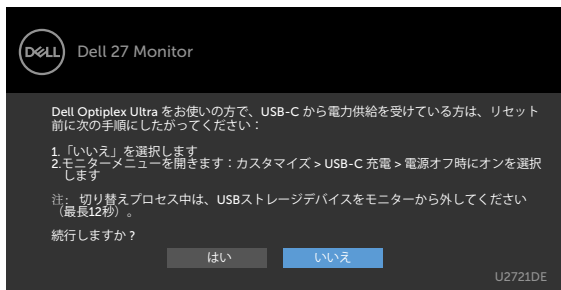 DELL
Dell 27 Monitor
Dell Optiplex Ultra をお使いの方で、USB-C から電力供給を受けている方は、リセット
前に次の手順にしたがってください：
1.「いいえ」を選択します
2.モニターメニューを開きます：カスタマイズ > USB-C 充電 > 電源オフ時にオンを選択
します
注: 切り替えプロセス中は、USBストレージデバイスをモニターから外してください
（最長12秒）。
続行しますか ?
はい
いいえ
U2721DE